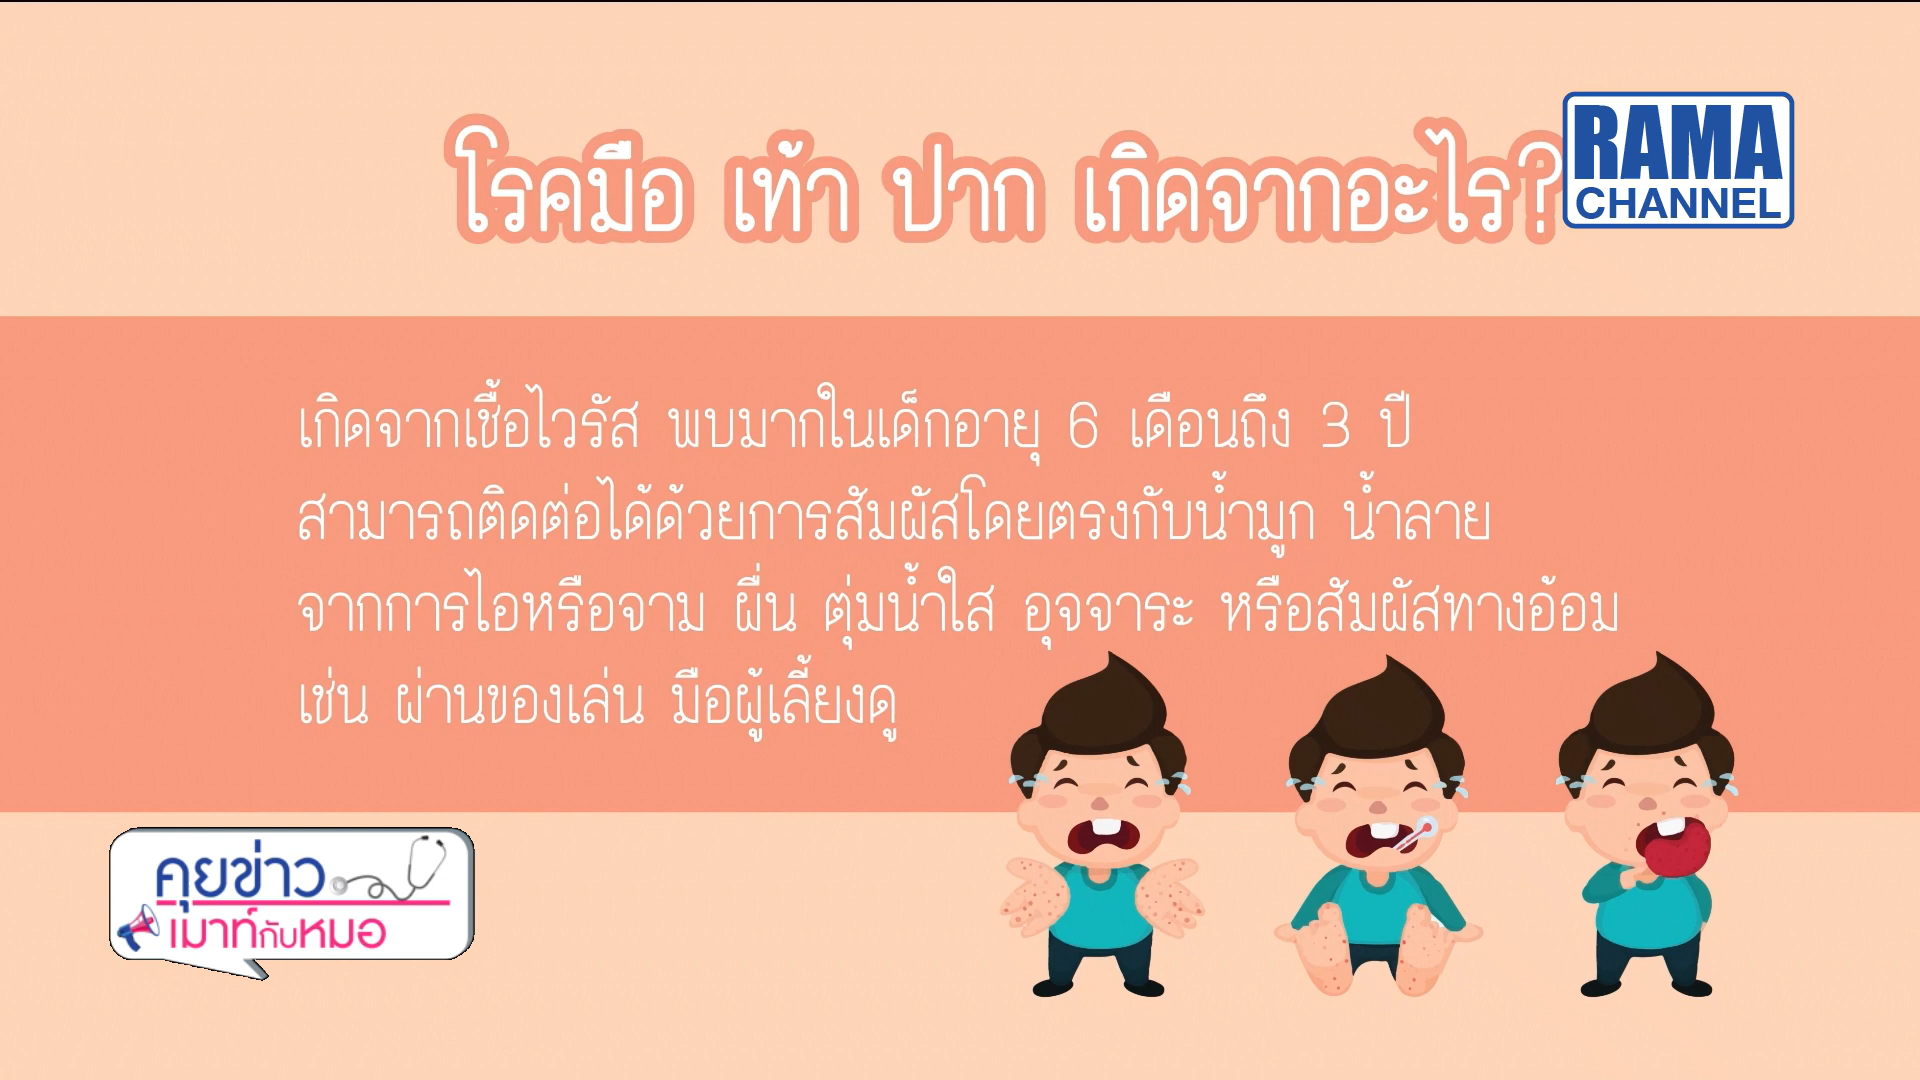 โรคมือ เท้า ปาก เกิดจากอะไร?
RAMA
CHANNEL
เกิดจากเชื้อไวรัส พบมากในเด็กอายุ 6 เดือนถึง 3 ปี
สามารถติดต่อได้ด้วยการสัมผัสโดยตรงกับน้ำมูก น้ำลาย
จากการไอหรือจาม ผื่น ตุ่มน้ำใส อุจจาระ หรือสัมผัสทางอ้อม
เช่น ผ่านของเล่น มือผู้เลี้ยงดู
คุยข่าว
เมาท์กับหมอ